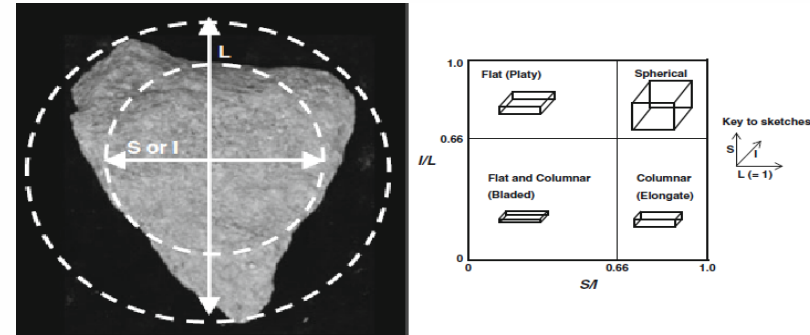 L
S or I
1.0
Flat (Platy)
Spherical
Key to sketches
S
I
L (= 1)
0.66
I/L
Flat and Columnar
(Bladed)
Columnar
(Elongate)
0
0
0.66
1.0
S/I